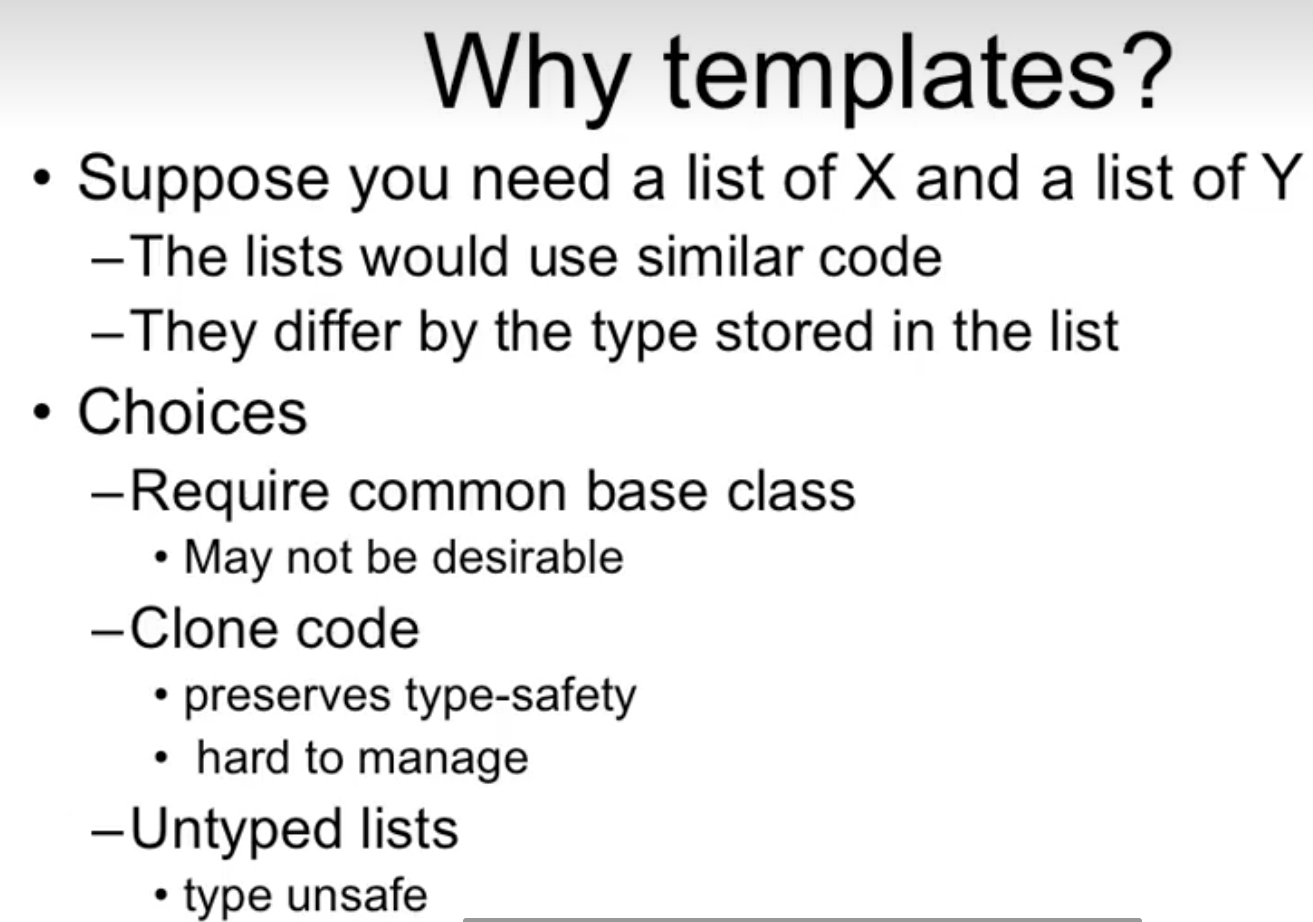 Why templates?
• Suppose you need a list of X and a list of Y
–The lists would use similar code
–They differ by the type stored in the list
• Choices
–Require common base class
• May not be desirable
–Clone code
• preserves type-safety
• hard to manage
–Untyped lists
• type unsafe